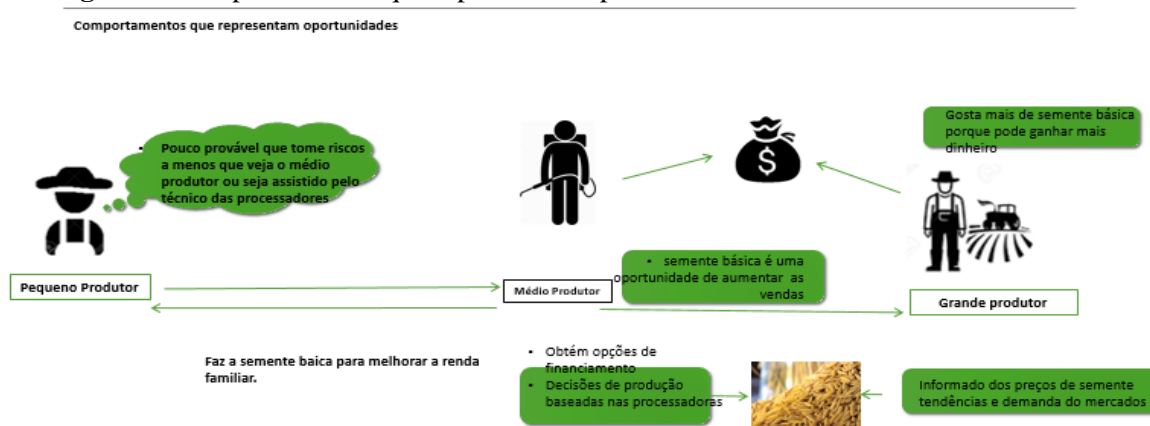 Comportamentos que representam oportunidades
Gosta mais de semente básica
porque pode ganhar mais
dinheiro
• Pouco provável que tome riscos
a menos que veja o médio
produtor ou seja assistido pelo
técnico das processadores
$
Pequeno Produtor
Médio Produtor
• semente básica é uma
oportunidade de aumentar as
vendas
Grande produtor
Faz a semente baica para melhorar a renda
familiar.
• Obtém opções de
financiamento
• Decisões de produção
baseadas nas processadoras
Informado dos preços de semente
tendências e demanda do mercados